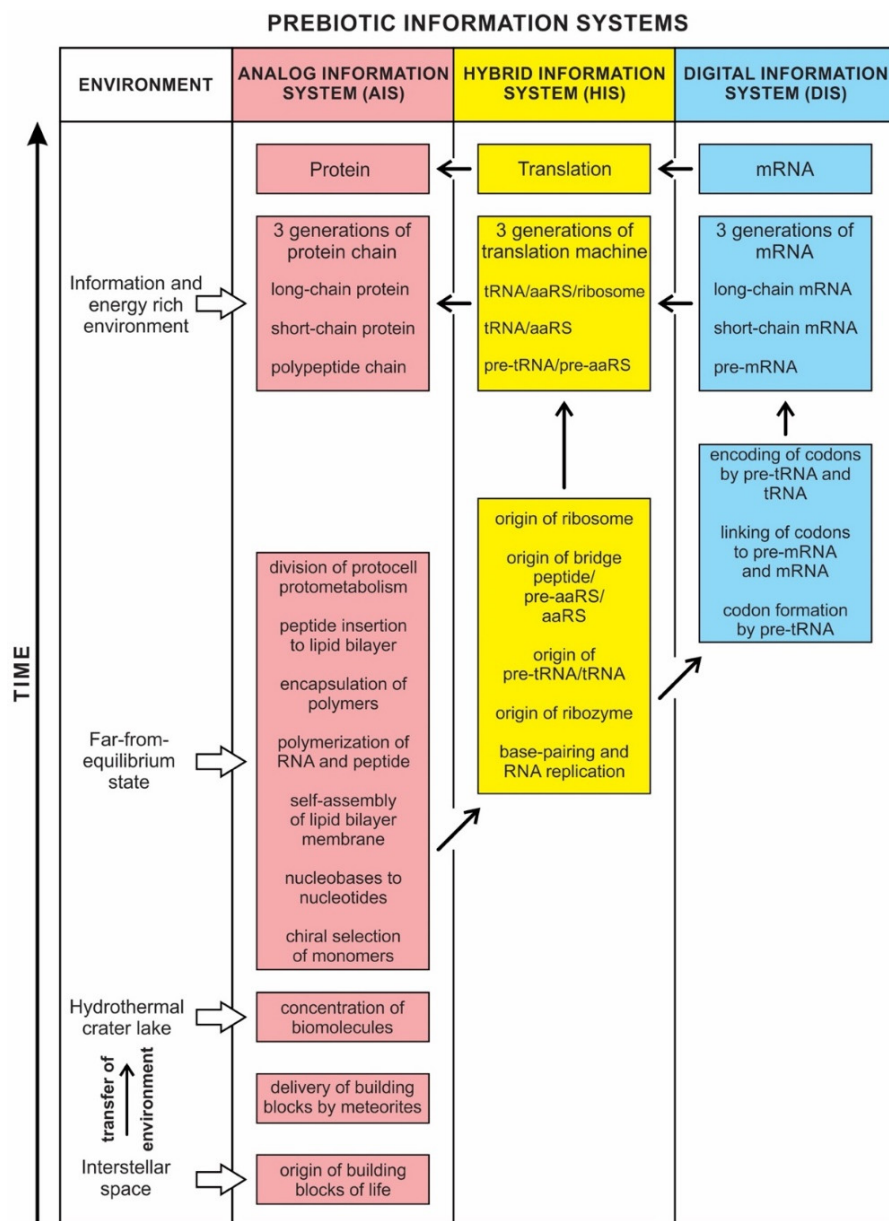 PREBIOTIC INFORMATION SYSTEMS
ENVIRONMENT
ANALOG INFORMATION
SYSTEM (AIS)
HYBRID INFORMATION
SYSTEM (HIS)
DIGITAL INFORMATION
SYSTEM (DIS)
TIME
Protein
Translation
mRNA
Information and
energy rich
environment
3 generations of
protein chain
long-chain protein
short-chain protein
polypeptide chain
3 generations of
translation machine
tRNA/aaRS/ribosome
tRNA/aaRS
pre-tRNA/pre-aaRS
3 generations of
mRNA
long-chain mRNA
short-chain mRNA
pre-mRNA
encoding of codons
by pre-tRNA and
tRNA
linking of codons
to pre-mRNA
and mRNA
codon formation
by pre-tRNA
origin of ribosome
origin of bridge
peptide/
pre-aaRS/
aaRS
origin of
pre-tRNA/tRNA
origin of ribozyme
base-pairing and
RNA replication
Far-from-
equilibrium
state
division of protocell
protometabolism
peptide insertion
to lipid bilayer
encapsulation of
polymers
polymerization of
RNA and peptide
self-assembly
of lipid bilayer
membrane
nucleobases to
nucleotides
chiral selection
of monomers
Hydrothermal
crater lake
concentration of
biomolecules
transfer of
environment
delivery of building
blocks by meteorites
Interstellar
space
origin of building
blocks of life